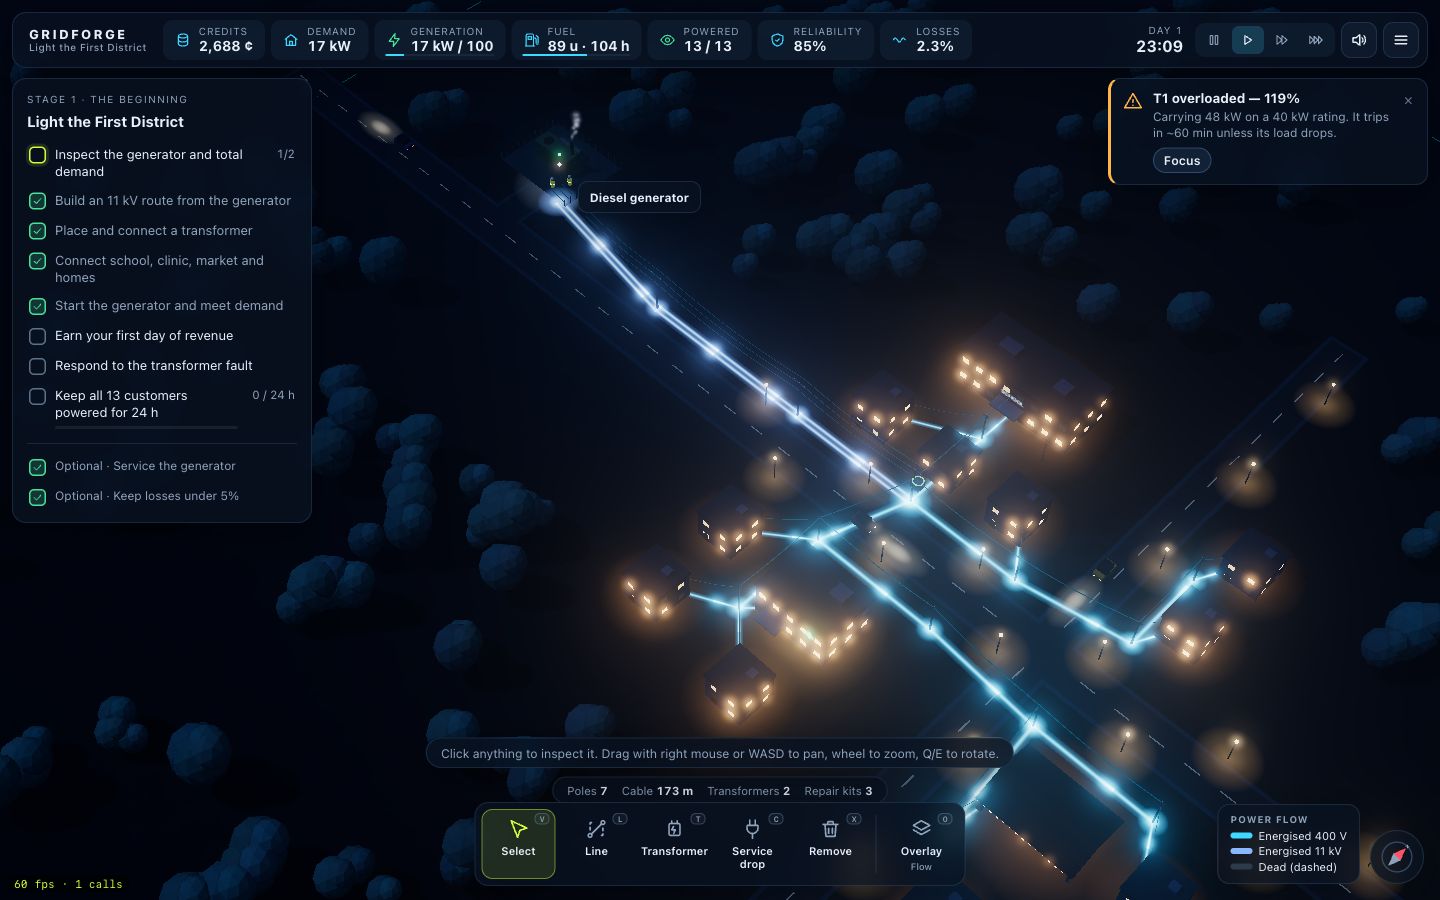 GRIDFORGE
Light the First District
CREDITS
2,688 ¢
DEMAND
17 kW
GENERATION
17 kW / 100
FUEL
89 u · 104 h
POWERED
13 / 13
RELIABILITY
85%
LOSSES
2.3%
DAY 1
23:09
STAGE 1 · THE BEGINNING
Light the First District
Inspect the generator and total demand 1/2
Build an 11 kV route from the generator
Place and connect a transformer
Connect school, clinic, market and homes
Start the generator and meet demand
Earn your first day of revenue
Respond to the transformer fault
Keep all 13 customers powered for 24 h 0 / 24 h
Optional · Service the generator
Optional · Keep losses under 5%
T1 overloaded — 119%
Carrying 48 kW on a 40 kW rating. It trips
in ~60 min unless its load drops.
Focus
Diesel generator
Click anything to inspect it. Drag with right mouse or WASD to pan, wheel to zoom, Q/E to rotate.
Poles 7 Cable 173 m Transformers 2 Repair kits 3
V
Select
L
Line
T
Transformer
C
Service drop
X
Remove
O
Overlay
Flow
POWER FLOW
Energised 400 V
Energised 11 kV
Dead (dashed)
60 fps · 1 calls